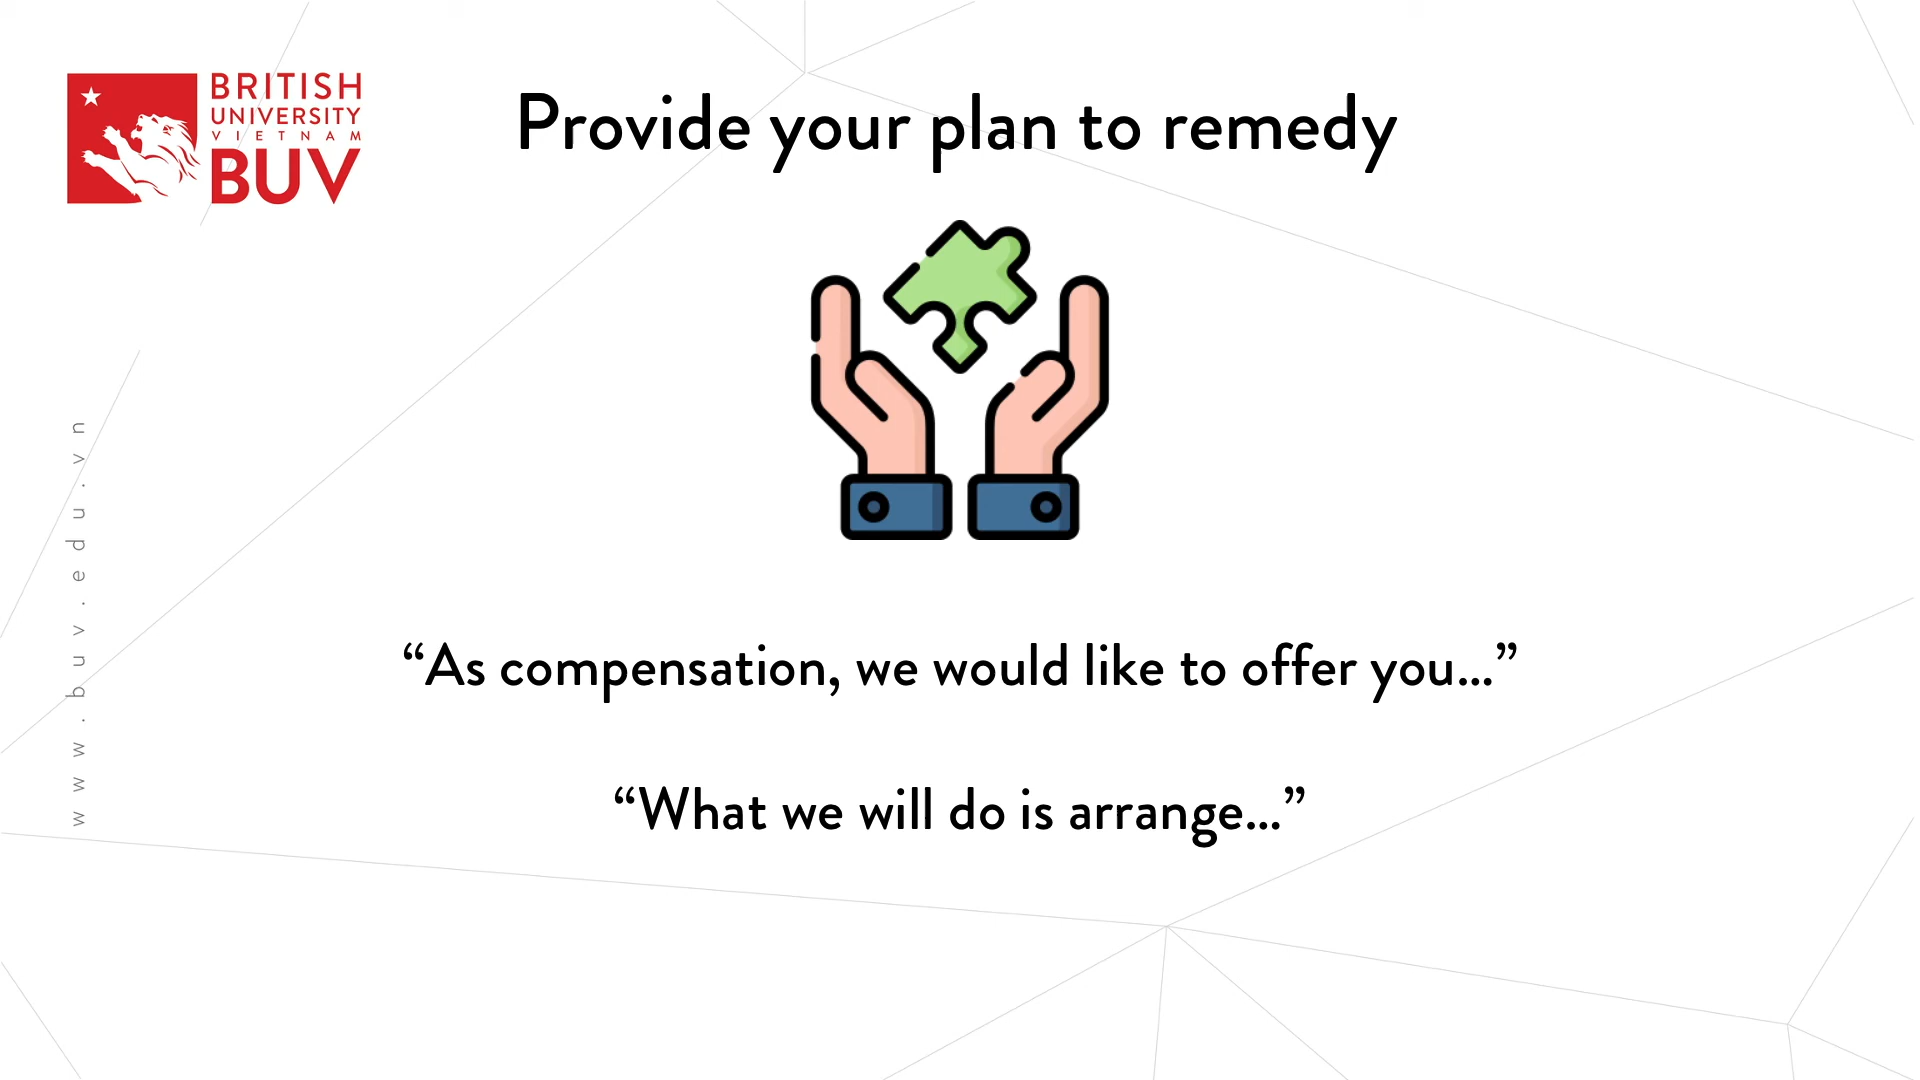 BRITISH
UNIVERSITY
VIETNAM
BUV
Provide your plan to remedy
“As compensation, we would like to offer you...”
“What we will do is arrange...”
www.buv.edu.vn